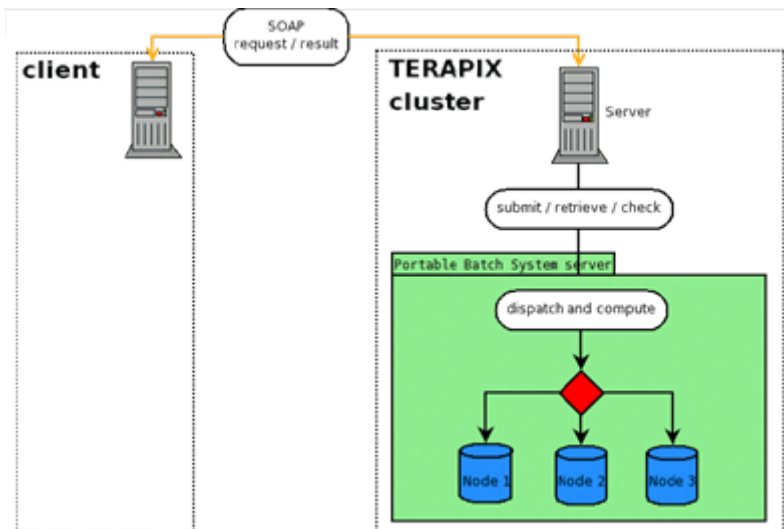 SOAP
request / result
client
TERAPIX
cluster
Server
submit / retrieve / check
Portable Batch System server
dispatch and compute
Node 1
Node 2
Node 3